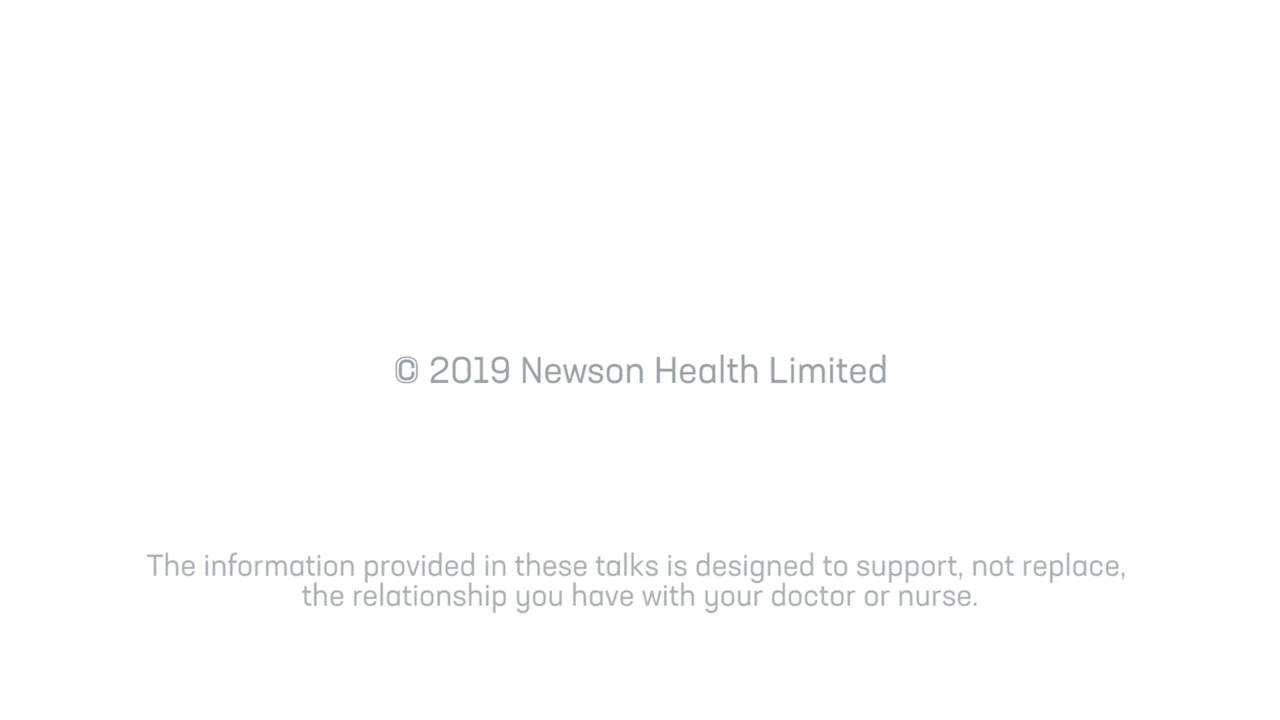 © 2019 Newson Health Limited
The information provided in these talks is designed to support, not replace,
the relationship you have with your doctor or nurse.